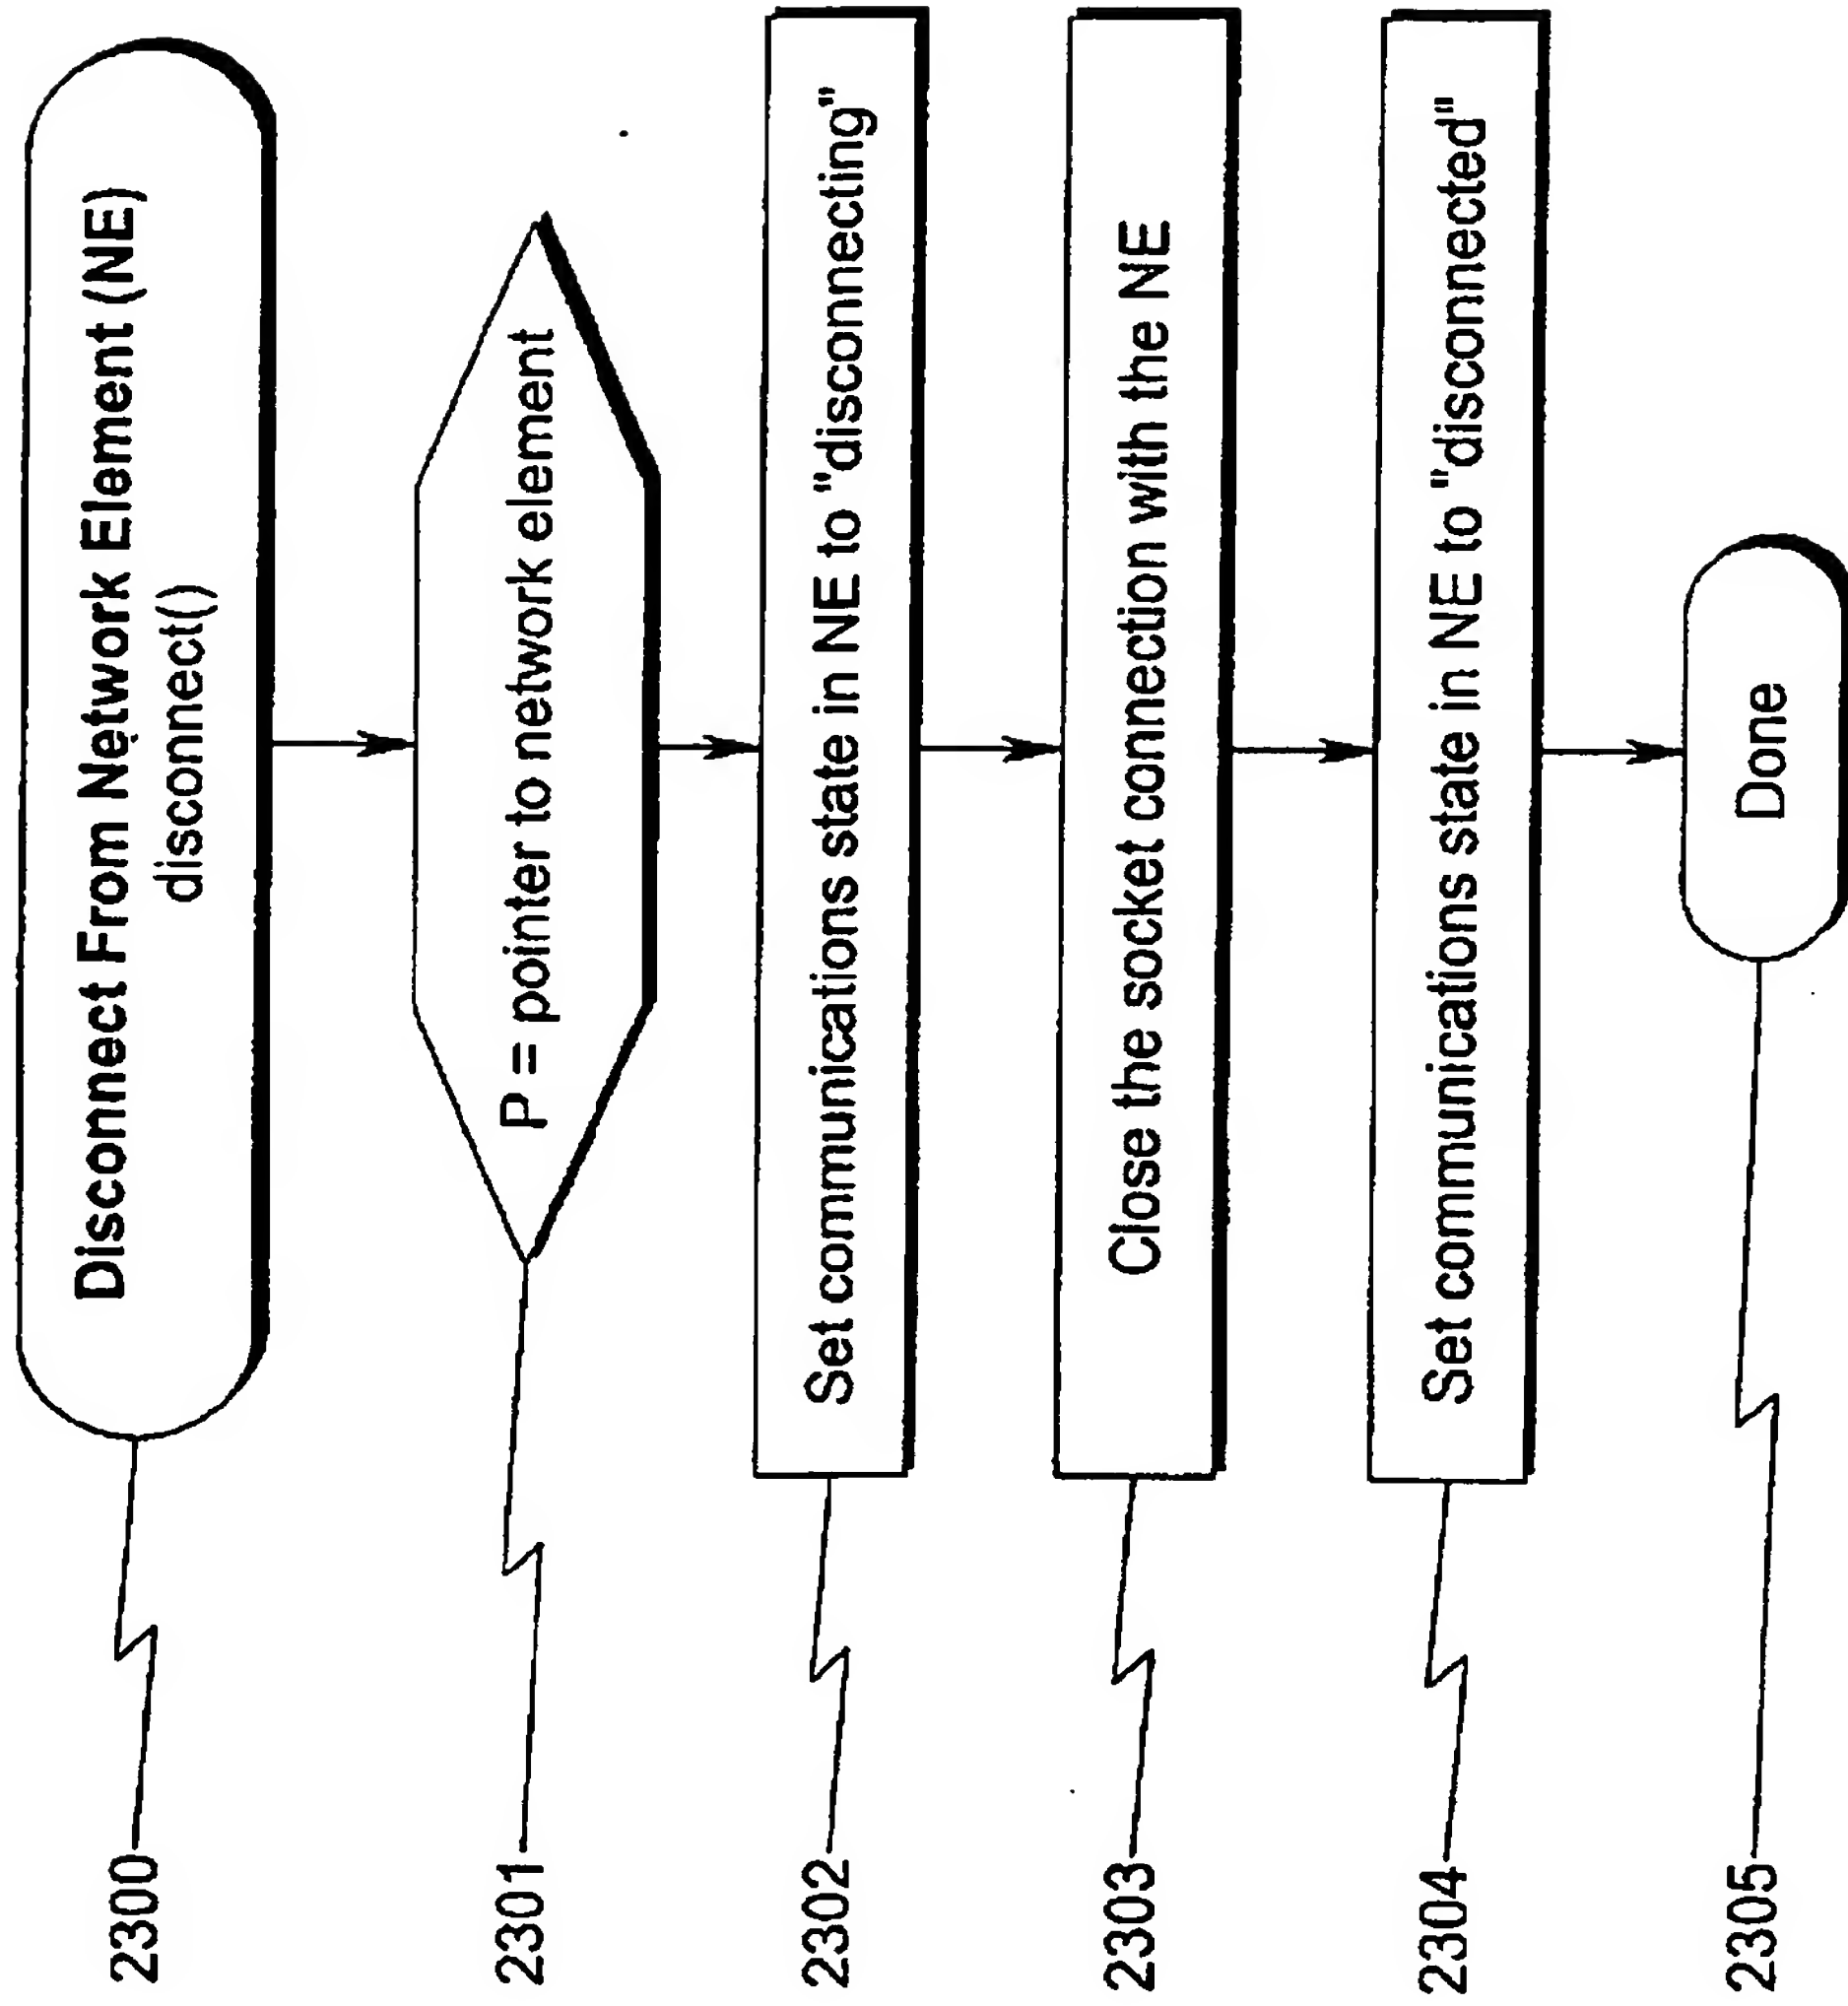 2300
Disconnect From Network Element (NE)
disconnect()
2301
P = pointer to network element
2302
Set communications state in NE to "disconnecting"
2303
Close the socket connection with the NE
2304
Set communications state in NE to "disconnected"
2305
Done